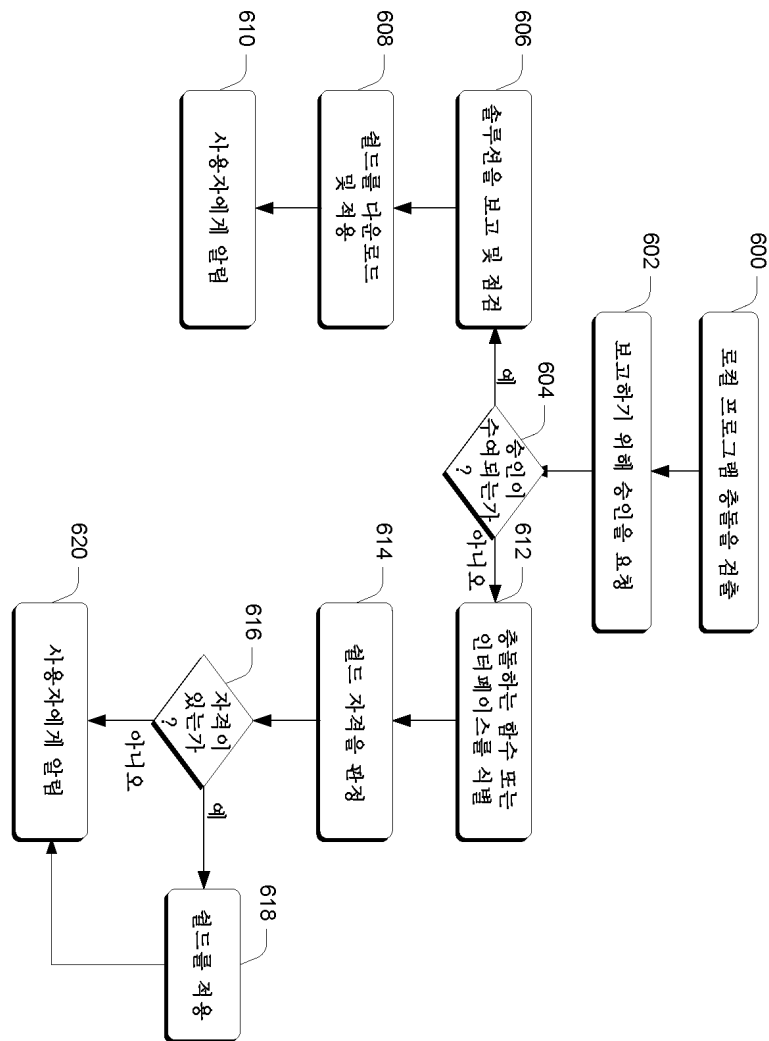 600
로컬 프로그램 충돌을 검출
602
보고하기 위해 승인을 요청
604
승인이
수여되는가
?
예
아니오
606
솔루션을 보고 및 점검
608
쉴드를 다운로드
및 적용
610
사용자에게 알림
612
충돌하는 함수 또는
인터페이스를 식별
614
쉴드 자격을 판정
616
자격이
있는가
?
예
아니오
618
쉴드를 적용
620
사용자에게 알림